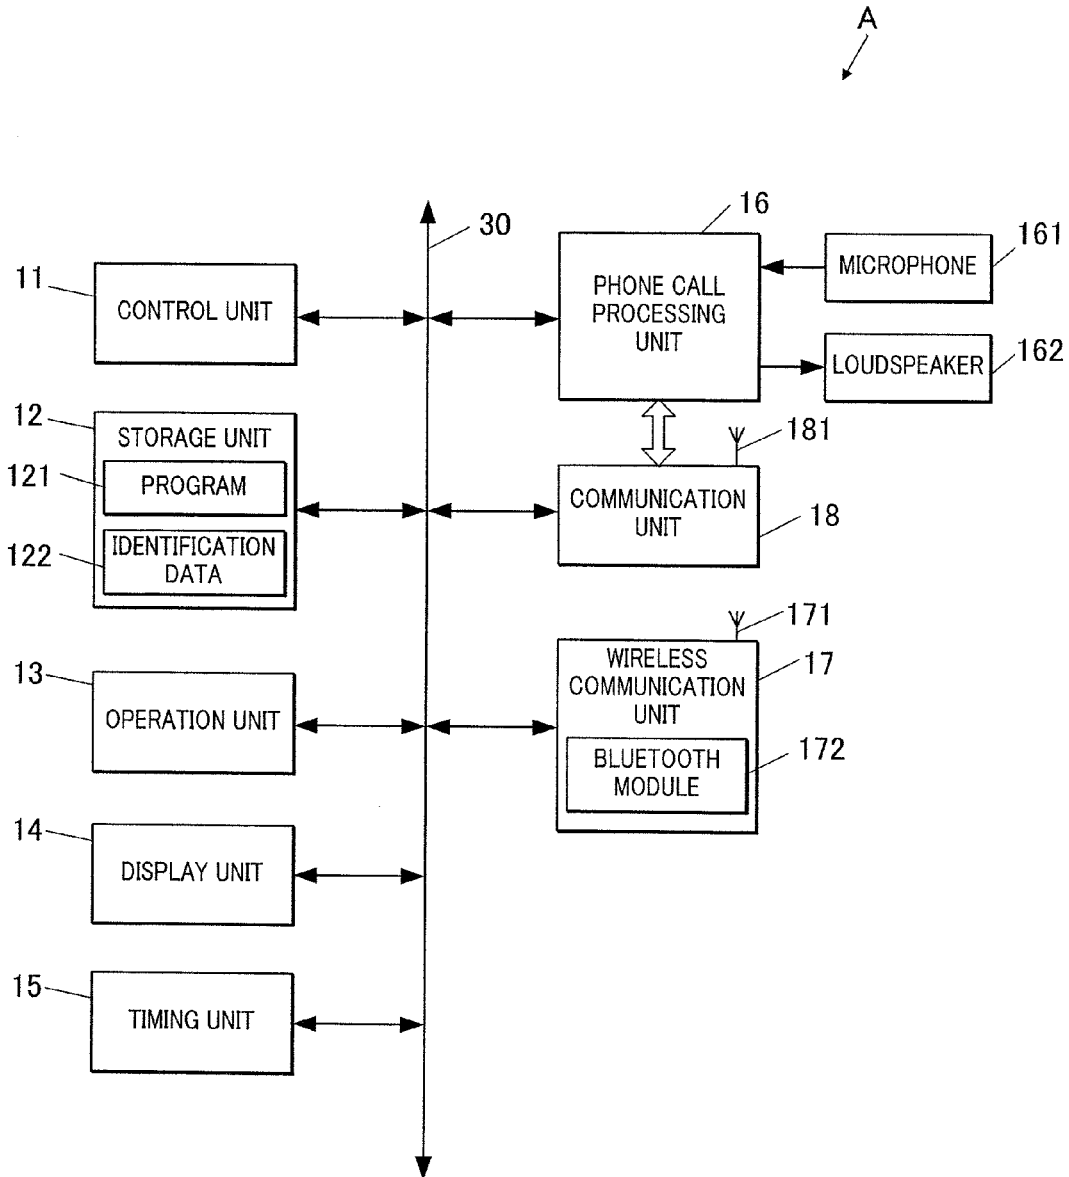 A
16
30
161
MICROPHONE
11
CONTROL UNIT
PHONE CALL
PROCESSING
UNIT
LOUDSPEAKER
162
12
STORAGE UNIT
181
121
PROGRAM
COMMUNICATION
UNIT
18
122
IDENTIFICATION
DATA
171
13
OPERATION UNIT
WIRELESS
COMMUNICATION
UNIT
17
BLUETOOTH
MODULE
172
14
DISPLAY UNIT
15
TIMING UNIT